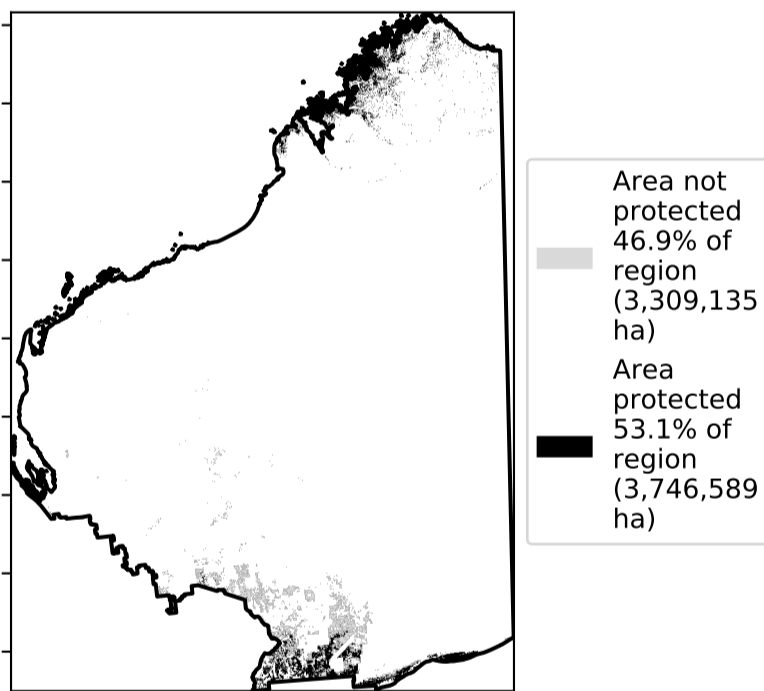 Area not
protected
46.9% of
region
(3,309,135
ha)
Area
protected
53.1% of
region
(3,746,589
ha)